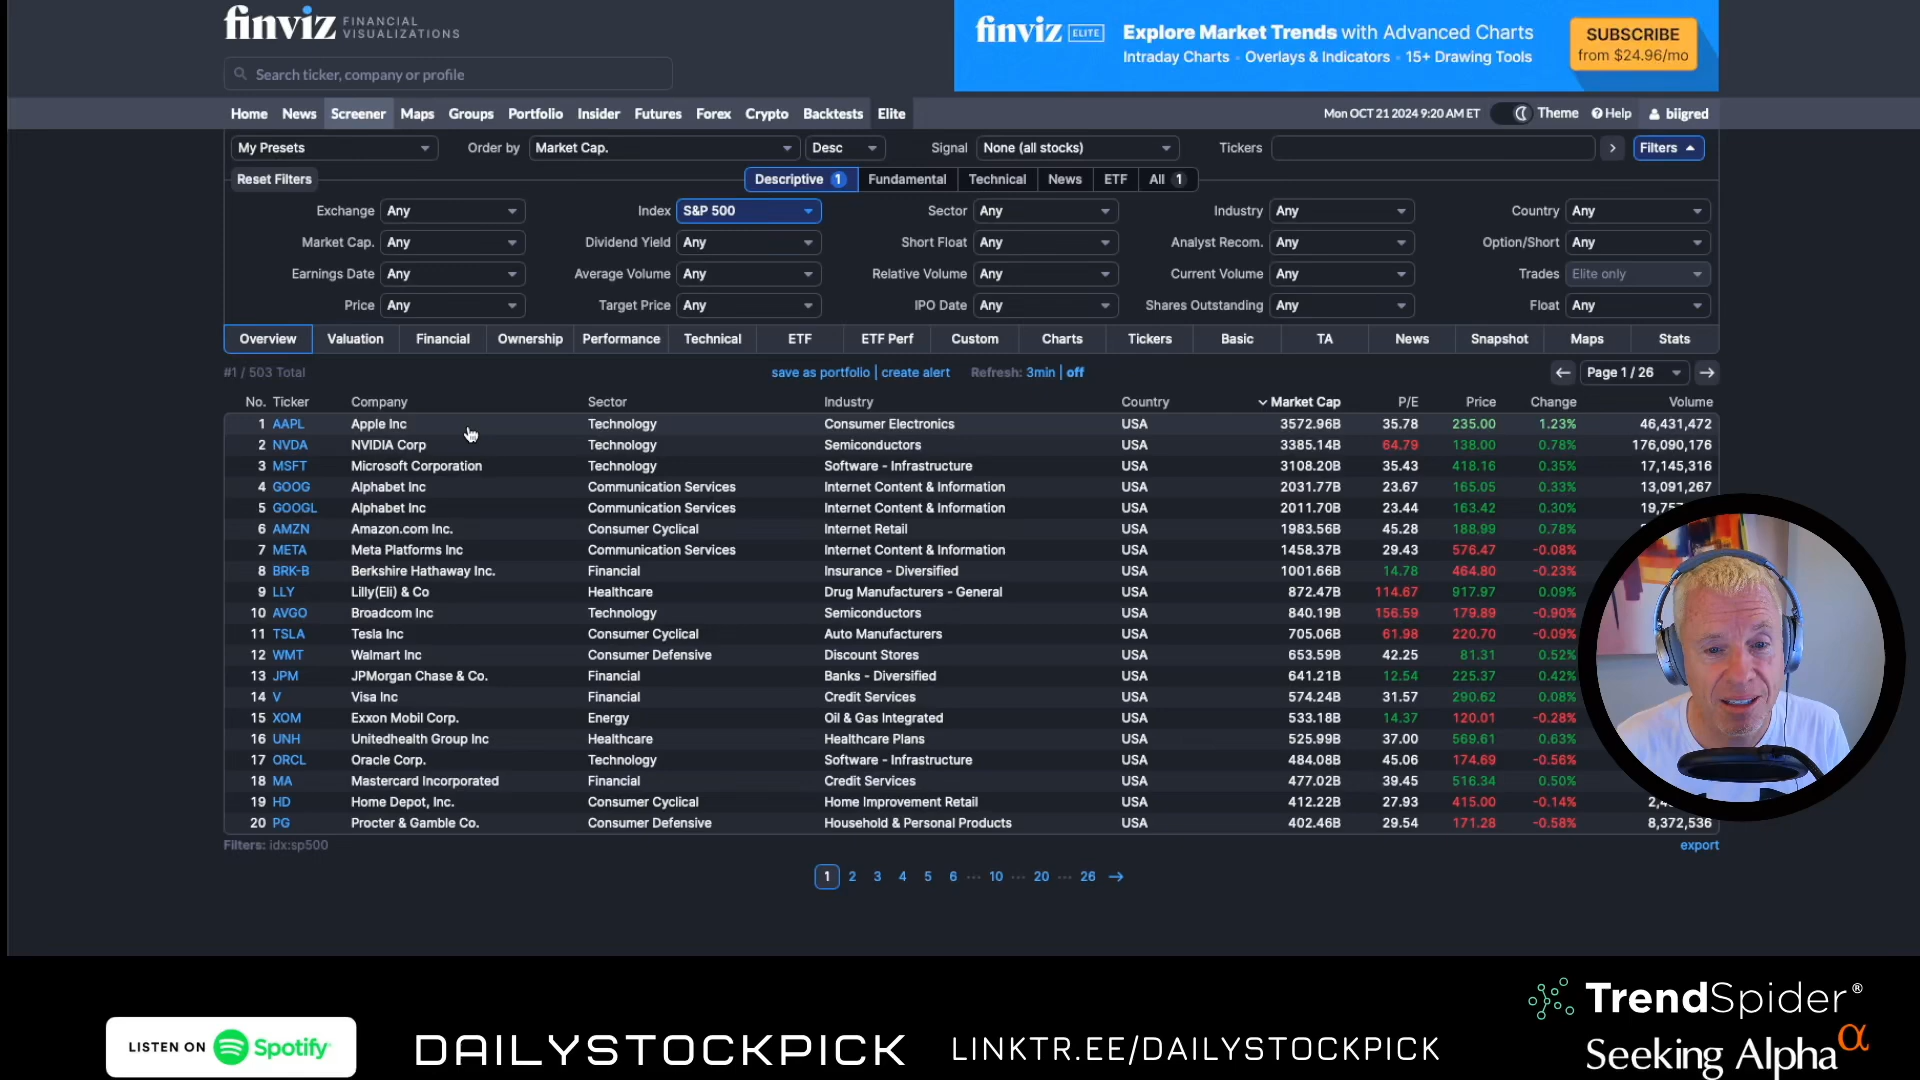 finviz FINANCIAL VISUALIZATIONS
finviz ELITE Explore Market Trends with Advanced Charts
Intraday Charts • Overlays & Indicators • 15+ Drawing Tools
SUBSCRIBE
from $24.96/mo
Search ticker, company or profile
Home News Screener Maps Groups Portfolio Insider Futures Forex Crypto Backtests Elite Mon OCT 21 2024 9:20 AM ET Theme Help biigred
My Presets Order by Market Cap. Desc Signal None (all stocks) Tickers > Filters
Reset Filters Descriptive 1 Fundamental Technical News ETF All 1
Exchange Any Index S&P 500 Sector Any Industry Any Country Any
Market Cap. Any Dividend Yield Any Short Float Any Analyst Recom. Any Option/Short Any
Earnings Date Any Average Volume Any Relative Volume Any Current Volume Any Trades Elite only
Price Any Target Price Any IPO Date Any Shares Outstanding Any Float Any
Overview Valuation Financial Ownership Performance Technical ETF ETF Perf Custom Charts Tickers Basic TA News Snapshot Maps Stats
#1 / 503 Total save as portfolio | create alert Refresh: 3min | off ← Page 1 / 26 →
No. Ticker Company Sector Industry Country Market Cap P/E Price Change Volume
1 AAPL Apple Inc Technology Consumer Electronics USA 3572.96B 35.78 235.00 1.23% 46,431,472
2 NVDA NVIDIA Corp Technology Semiconductors USA 3385.14B 64.79 138.00 0.78% 176,090,176
3 MSFT Microsoft Corporation Technology Software - Infrastructure USA 3108.20B 35.43 418.16 0.35% 17,145,316
4 GOOG Alphabet Inc Communication Services Internet Content & Information USA 2031.77B 23.67 165.05 0.33% 13,091,267
5 GOOGL Alphabet Inc Communication Services Internet Content & Information USA 2011.70B 23.44 163.42 0.30%
6 AMZN Amazon.com Inc. Consumer Cyclical Internet Retail USA 1983.56B 45.28 188.99 0.78%
7 META Meta Platforms Inc Communication Services Internet Content & Information USA 1458.37B 29.43 576.47 -0.08%
8 BRK-B Berkshire Hathaway Inc. Financial Insurance - Diversified USA 1001.66B 14.78 464.80 -0.23%
9 LLY Lilly(Eli) & Co Healthcare Drug Manufacturers - General USA 872.47B 114.67 917.97 0.09%
10 AVGO Broadcom Inc Technology Semiconductors USA 840.19B 156.59 179.89 -0.90%
11 TSLA Tesla Inc Consumer Cyclical Auto Manufacturers USA 705.06B 61.98 220.70 -0.09%
12 WMT Walmart Inc Consumer Defensive Discount Stores USA 653.59B 42.25 81.31 0.52%
13 JPM JPMorgan Chase & Co. Financial Banks - Diversified USA 641.21B 12.54 225.37 0.42%
14 V Visa Inc Financial Credit Services USA 574.24B 31.57 290.62 0.08%
15 XOM Exxon Mobil Corp. Energy Oil & Gas Integrated USA 533.18B 14.37 120.01 -0.28%
16 UNH Unitedhealth Group Inc Healthcare Healthcare Plans USA 525.99B 37.00 569.61 0.63%
17 ORCL Oracle Corp. Technology Software - Infrastructure USA 484.08B 45.06 174.69 -0.56%
18 MA Mastercard Incorporated Financial Credit Services USA 477.02B 39.45 516.34 0.50%
19 HD Home Depot, Inc. Consumer Cyclical Home Improvement Retail USA 412.22B 27.93 415.00 -0.14%
20 PG Procter & Gamble Co. Consumer Defensive Household & Personal Products USA 402.46B 29.54 171.28 -0.58% 8,372,536
Filters: idx:sp500 export
1 2 3 4 5 6 ... 10 ... 20 ... 26 →
LISTEN ON Spotify
DAILYSTOCKPICK
LINKTR.EE/DAILYSTOCKPICK
TrendSpider®
Seeking Alpha α